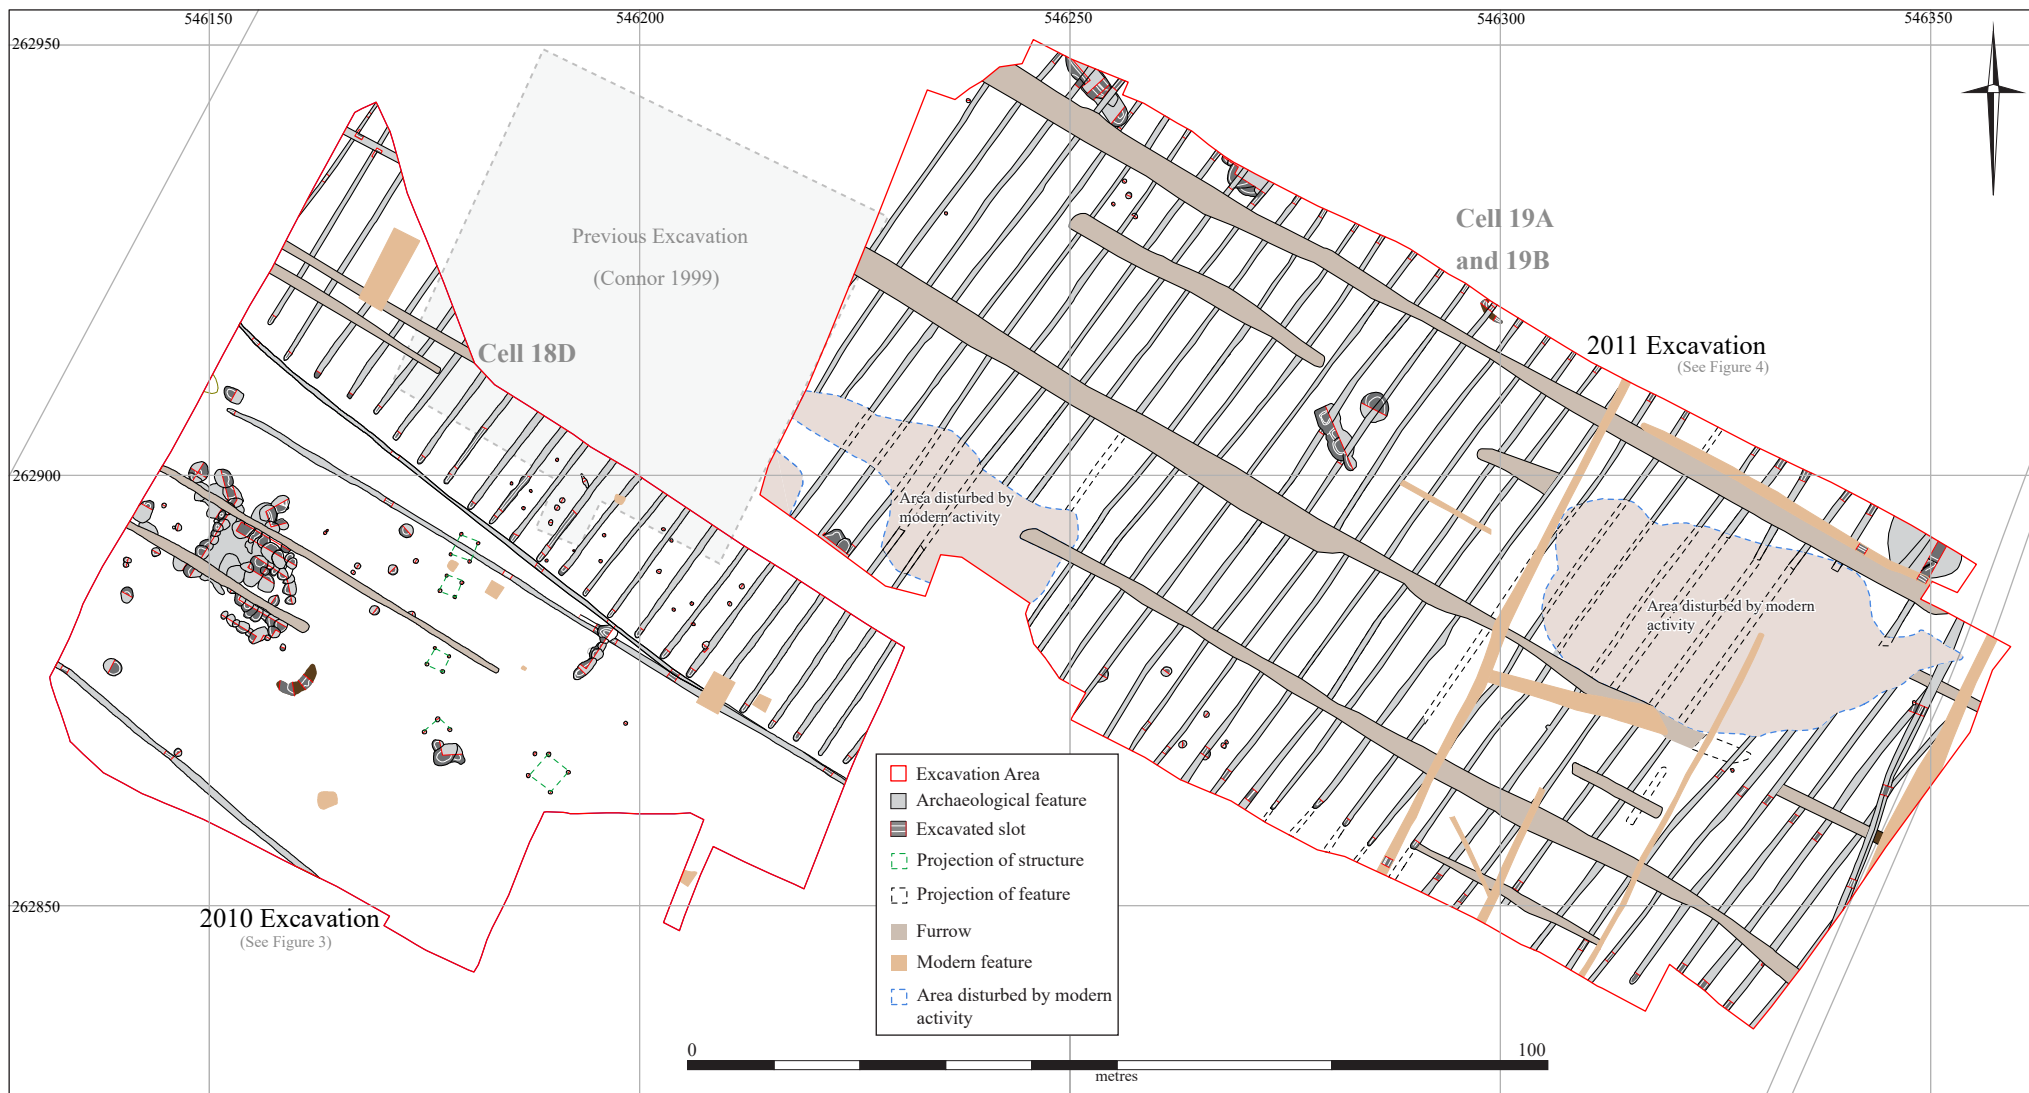 546150
546200
546250
546300
546350
262950
Previous Excavation
(Connor 1999)
Cell 19A
and 19B
2011 Excavation
(See Figure 4)
Cell 18D
262900
Area disturbed by
modern activity
Area disturbed by modern
activity
262850
2010 Excavation
(See Figure 3)
Excavation Area
Archaeological feature
Excavated slot
Projection of structure
Projection of feature
Furrow
Modern feature
Area disturbed by modern
activity
0
100
metres